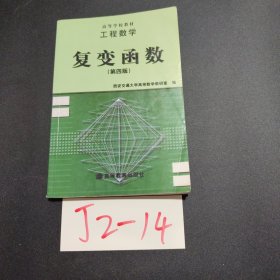 高等学校教材
工程数学
复变函数
(第四版)
西安交通大学高等数学教研室 编
高等教育出版社
J2-14